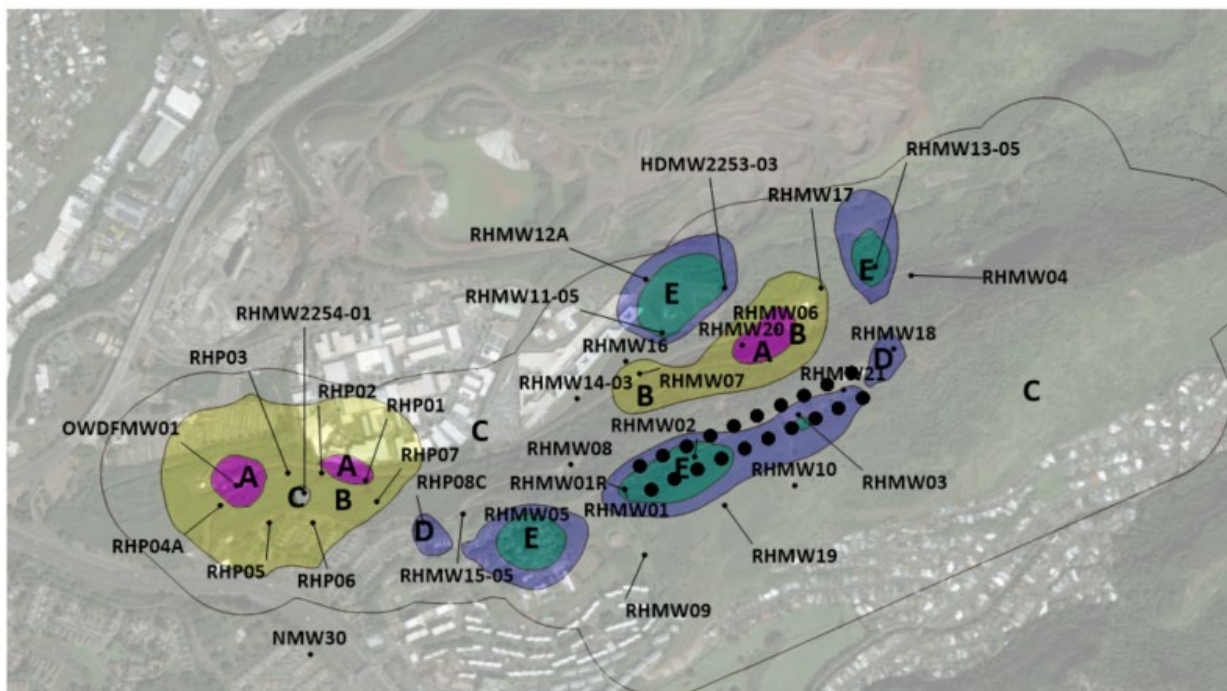 RHMW13-05
HDMW2253-03
RHMW17
RHMW12A
E
RHMW04
E
RHMW11-05
RHMW2254-01
RHMW06
RHMW20
B
A
RHMW18
D
RHMW16
RHP03
RHMW14-03
RHMW07
RHMW21
B
C
RHP02
RHP01
OWDFMW01
C
RHMW02
RHP07
RHMW08
A
A
E
RHMW10
RHP08C
RHMW01R
RHMW03
C
B
RHMW01
RHMW05
D
E
RHP04A
RHP05
RHP06
RHMW15-05
RHMW19
RHMW09
NMW30